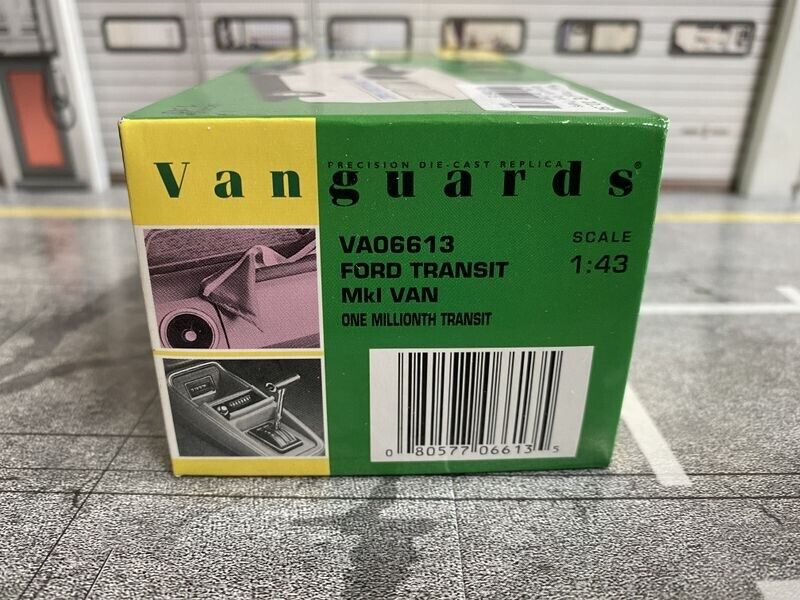 PRECISION DIE-CAST REPLICA
Vanguards®
VA06613
FORD TRANSIT
MkI VAN
ONE MILLIONTH TRANSIT
SCALE
1:43
0 80577 06613 5